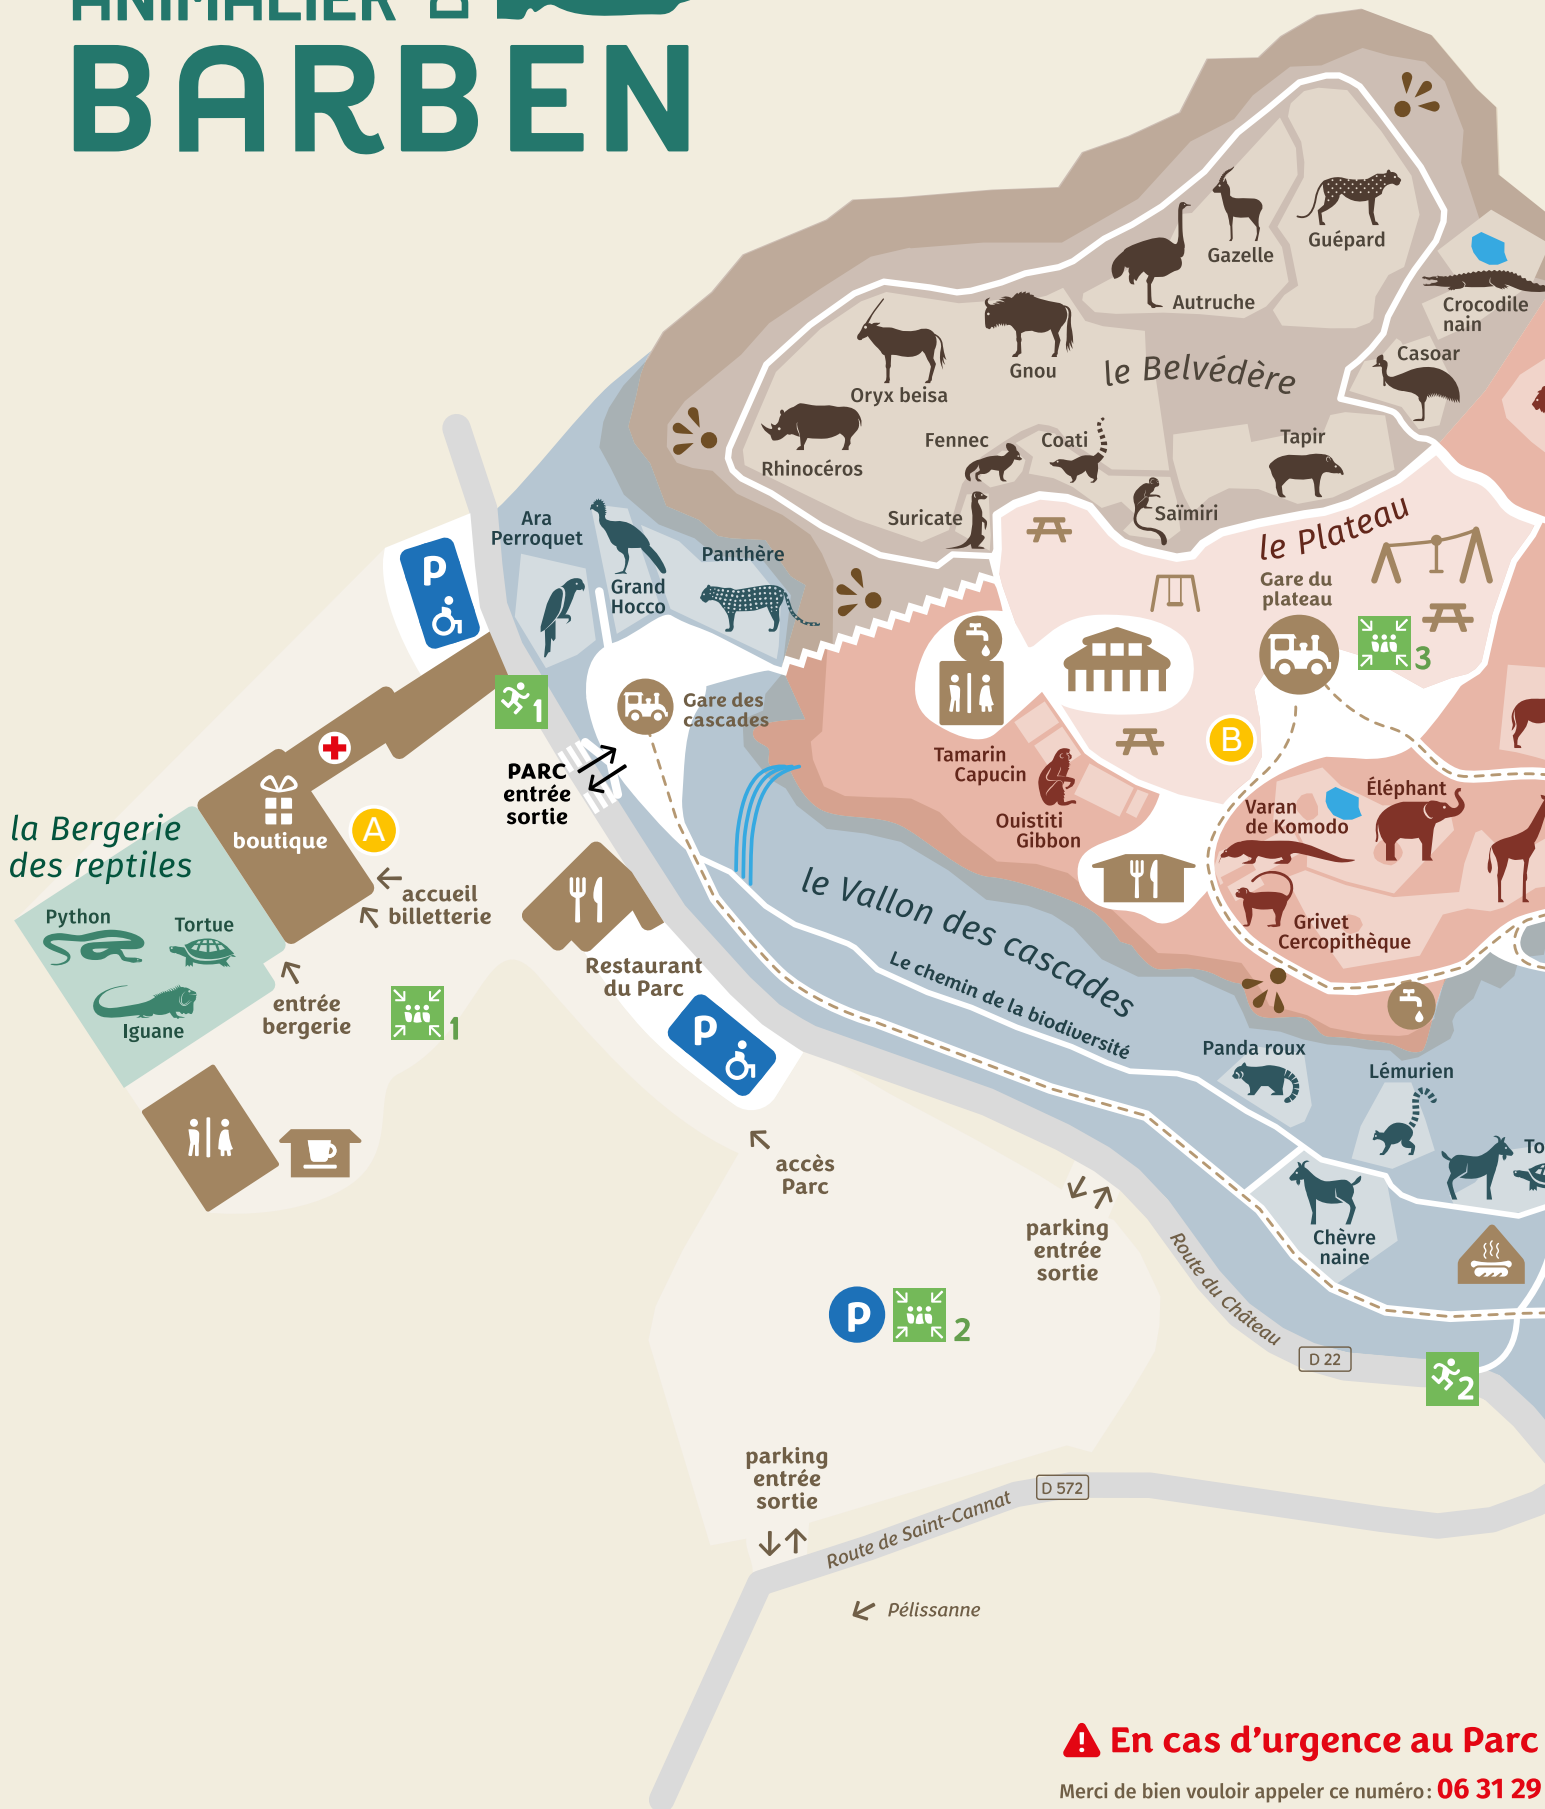 ANIMALIER
BARBEN
Guépard
Gazelle
Autruche
Crocodile
nain
Casoar
le Belvédère
Gnou
Oryx beisa
Rhinocéros
Fennec
Coati
Tapir
Suricate
Saïmiri
le Plateau
Gare du
plateau
3
Ara
Perroquet
Grand
Hocco
Panthère
P
1
Gare des
cascades
PARC
entrée
sortie
Tamarin
Capucin
Ouistiti
Gibbon
B
Varan
de Komodo
Éléphant
Grivet
Cercopithèque
la Bergerie
des reptiles
boutique
A
accueil
billetterie
Python
Tortue
Iguane
entrée
bergerie
1
Restaurant
du Parc
P
le Vallon des cascades
Le chemin de la biodiversité
Panda roux
Lémurien
To
Chèvre
naine
accès
Parc
parking
entrée
sortie
Route du Château
D 22
2
P
2
parking
entrée
sortie
Route de Saint-Cannat
D 572
Pélissanne
En cas d'urgence au Parc
Merci de bien vouloir appeler ce numéro : 06 31 29